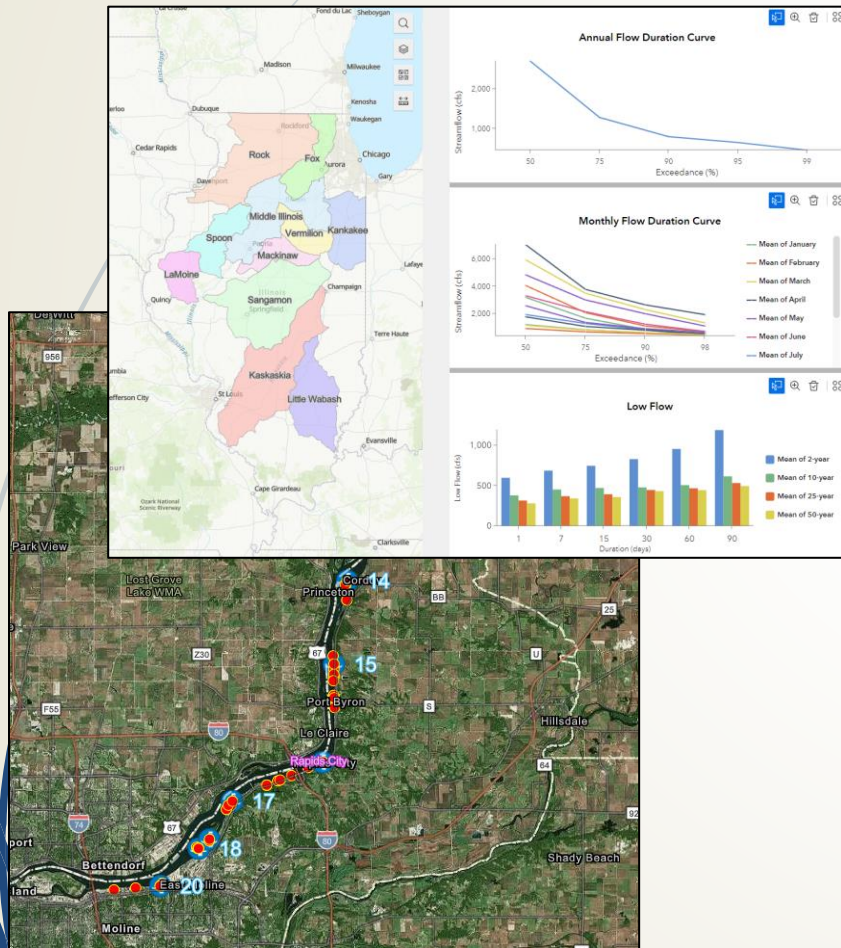 Fond du Lac
Sheboygan
Madison
Milwaukee
Kenosha
Waukegan
Dubuque
Rockford
Cedar Rapids
Rock
Fox
Chicago
Aurora
Gary
Davenport
Middle Illinois
Spoon
Peoria
Vermilion
Kankakee
Mackinaw
LaMoine
Champaign
Quincy
Illinois
Sangamon
Springfield
Terre Haute
Kaskaskia
St Louis
Little Wabash
Evansville
Ozark National
Scenic Riverway
Cape Girardeau
Clarksville
Annual Flow Duration Curve
Streamflow (cfs)
2,000
1,000
50 75 90 95 99
Exceedance (%)
Monthly Flow Duration Curve
Streamflow (cfs)
6,000
4,000
2,000
50 75 90 98
Exceedance (%)
Mean of January
Mean of February
Mean of March
Mean of April
Mean of May
Mean of June
Mean of July
Low Flow
Low Flow (cfs)
1,000
500
0
1 7 15 30 60 90
Duration (days)
Mean of 2-year
Mean of 10-year
Mean of 25-year
Mean of 50-year
956
Park View
Lost Grove
Lake WMA
Princeton
14
BB
25
67
Z30
15
U
F55
Port Byron
S
Hillsdale
80
Le Claire
Rapids City
64
17
74
67
80
92
18
Bettendorf
Shady Beach
20
Moline